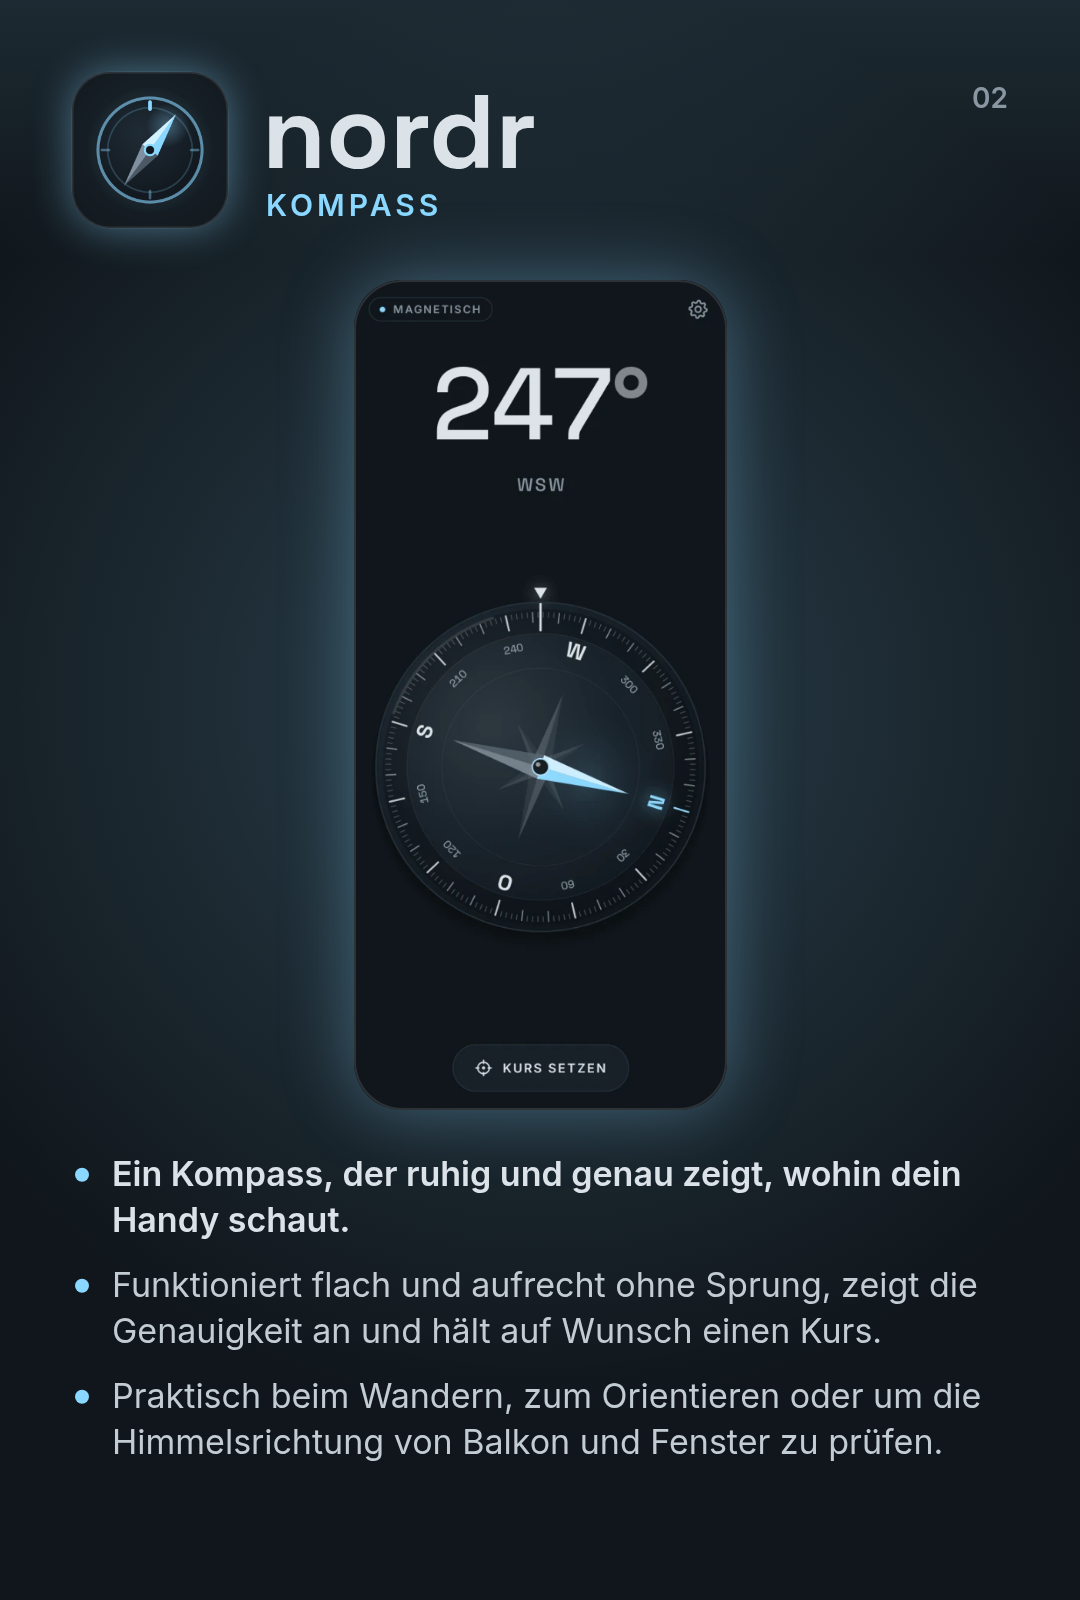 nordr
02
KOMPASS
MAGNETISCH
247°
WSW
240
W
300
330
N
30
60
O
120
150
S
210
KURS SETZEN
Ein Kompass, der ruhig und genau zeigt, wohin dein
Handy schaut.
Funktioniert flach und aufrecht ohne Sprung, zeigt die
Genauigkeit an und hält auf Wunsch einen Kurs.
Praktisch beim Wandern, zum Orientieren oder um die
Himmelsrichtung von Balkon und Fenster zu prüfen.